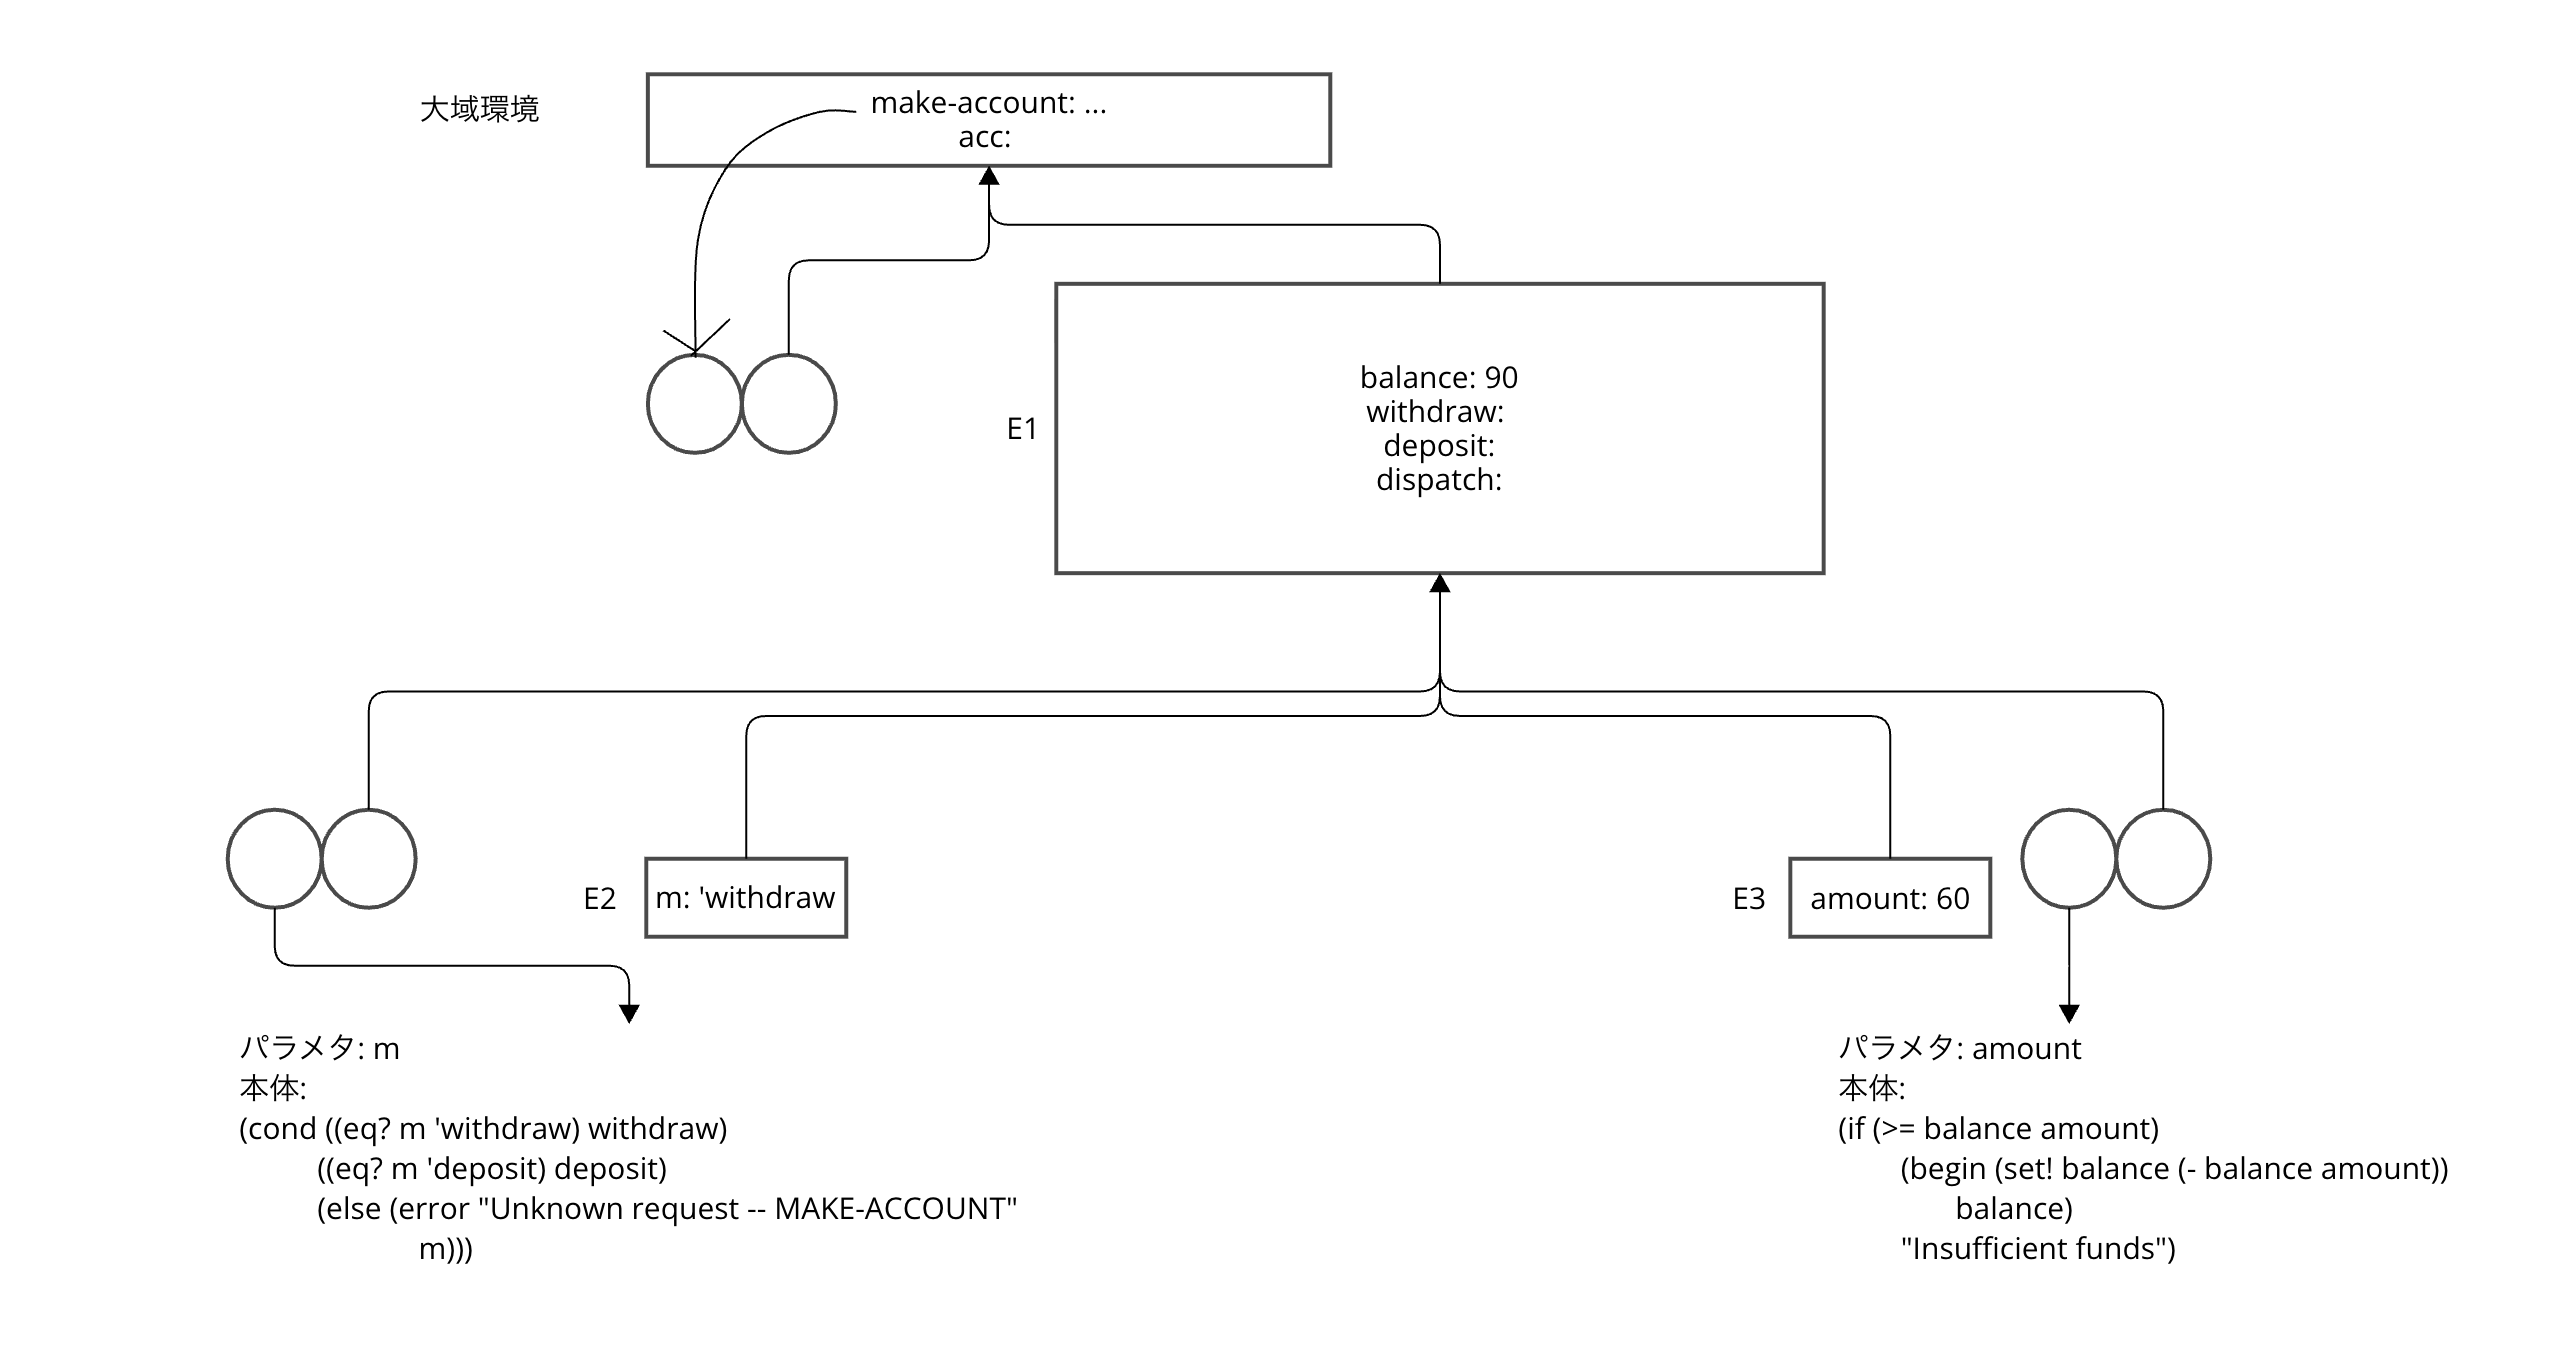 大域環境
make-account: ...
acc:
E1
balance: 90
withdraw:
deposit:
dispatch:
E2
m: 'withdraw
E3
amount: 60
パラメタ: m
本体:
(cond ((eq? m 'withdraw) withdraw)
((eq? m 'deposit) deposit)
(else (error "Unknown request -- MAKE-ACCOUNT"
m)))
パラメタ: amount
本体:
(if (>= balance amount)
(begin (set! balance (- balance amount))
balance)
"Insufficient funds")